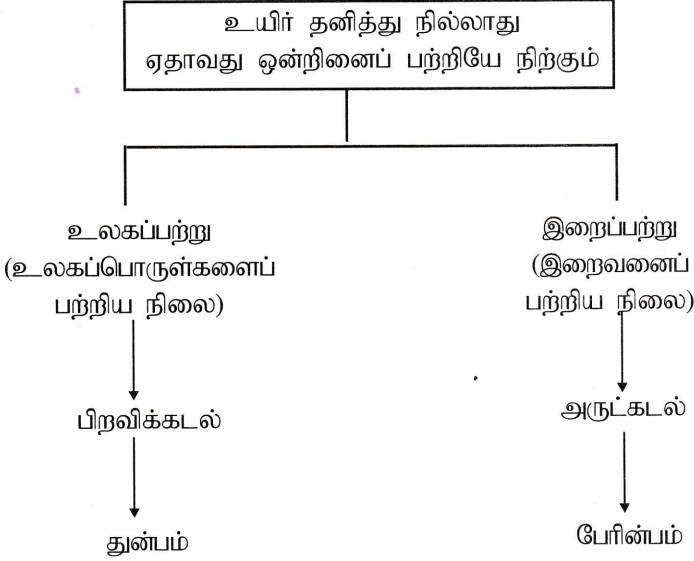 உயிர் தனித்து நில்லாது
ஏதாவது ஒன்றினைப் பற்றியே நிற்கும்
உலகப்பற்று
(உலகப்பொருள்களைப்
பற்றிய நிலை)
பிறவிக்கடல்
துன்பம்
இறைப்பற்று
(இறைவனைப்
பற்றிய நிலை)
அருட்கடல்
பேரின்பம்